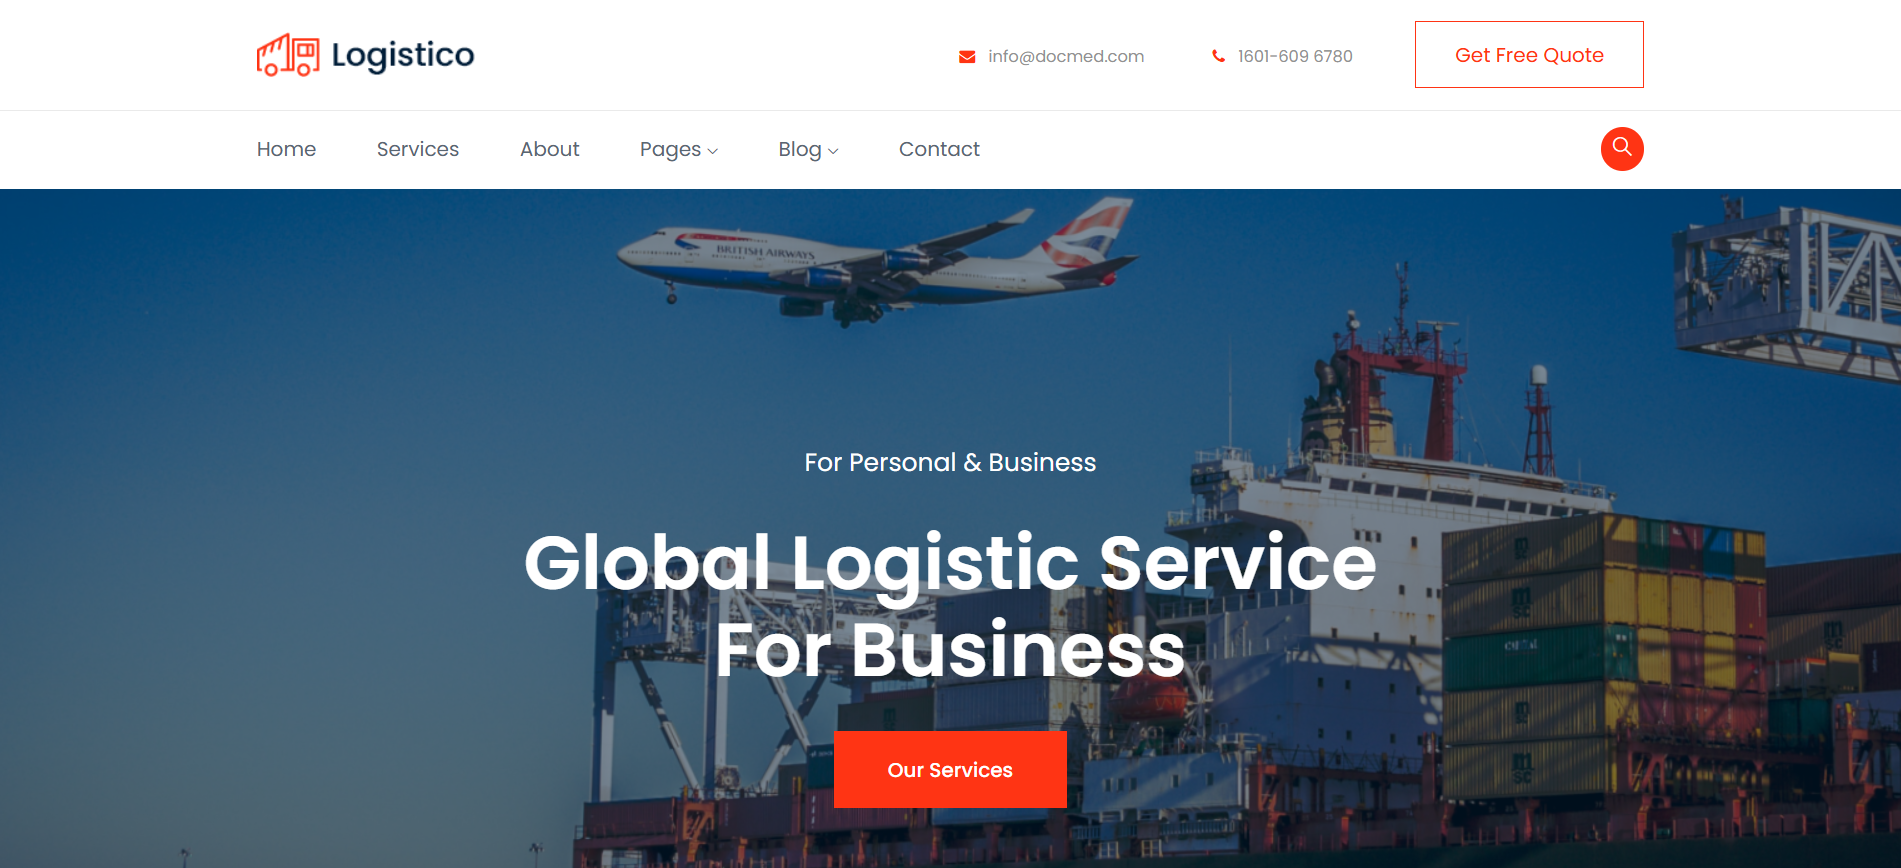 Logistico
info@docmed.com
1601-609 6780
Get Free Quote
Home
Services
About
Pages
Blog
Contact
BRITISH AIRWAYS
For Personal & Business
Global Logistic Service
For Business
Our Services